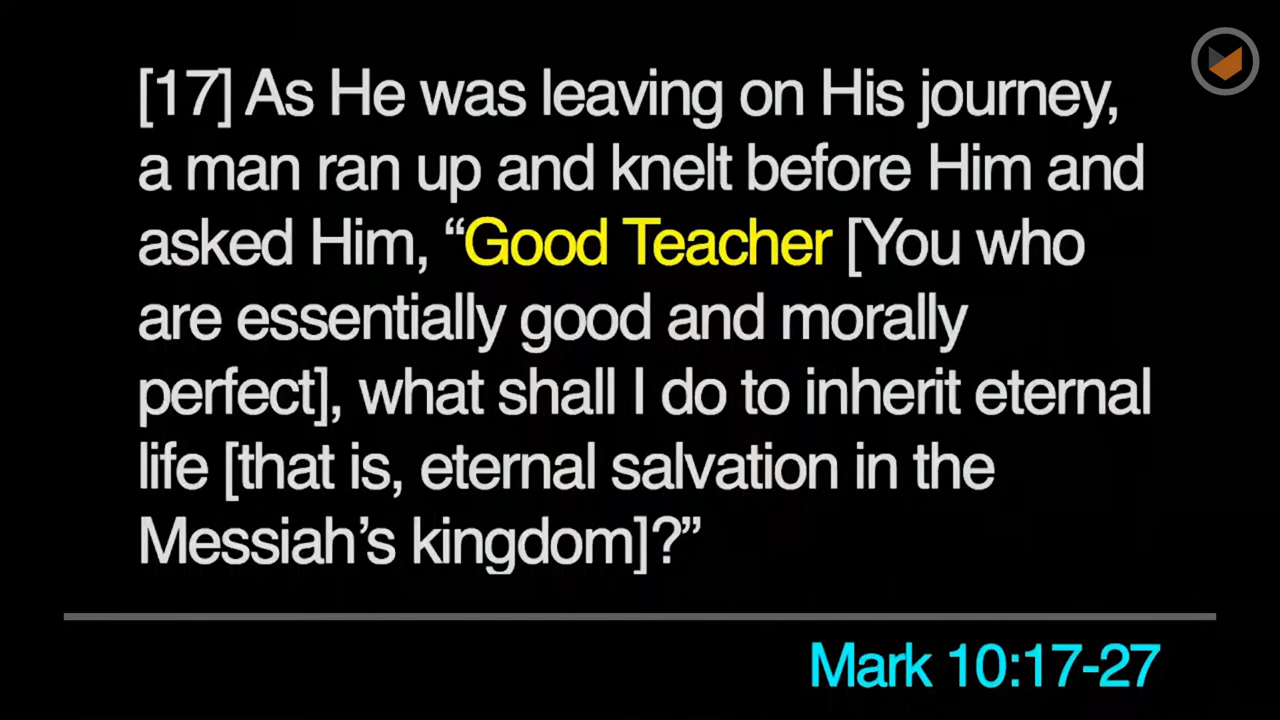 [17] As He was leaving on His journey,
a man ran up and knelt before Him and
asked Him, “Good Teacher [You who
are essentially good and morally
perfect], what shall I do to inherit eternal
life [that is, eternal salvation in the
Messiah’s kingdom]?”
Mark 10:17-27